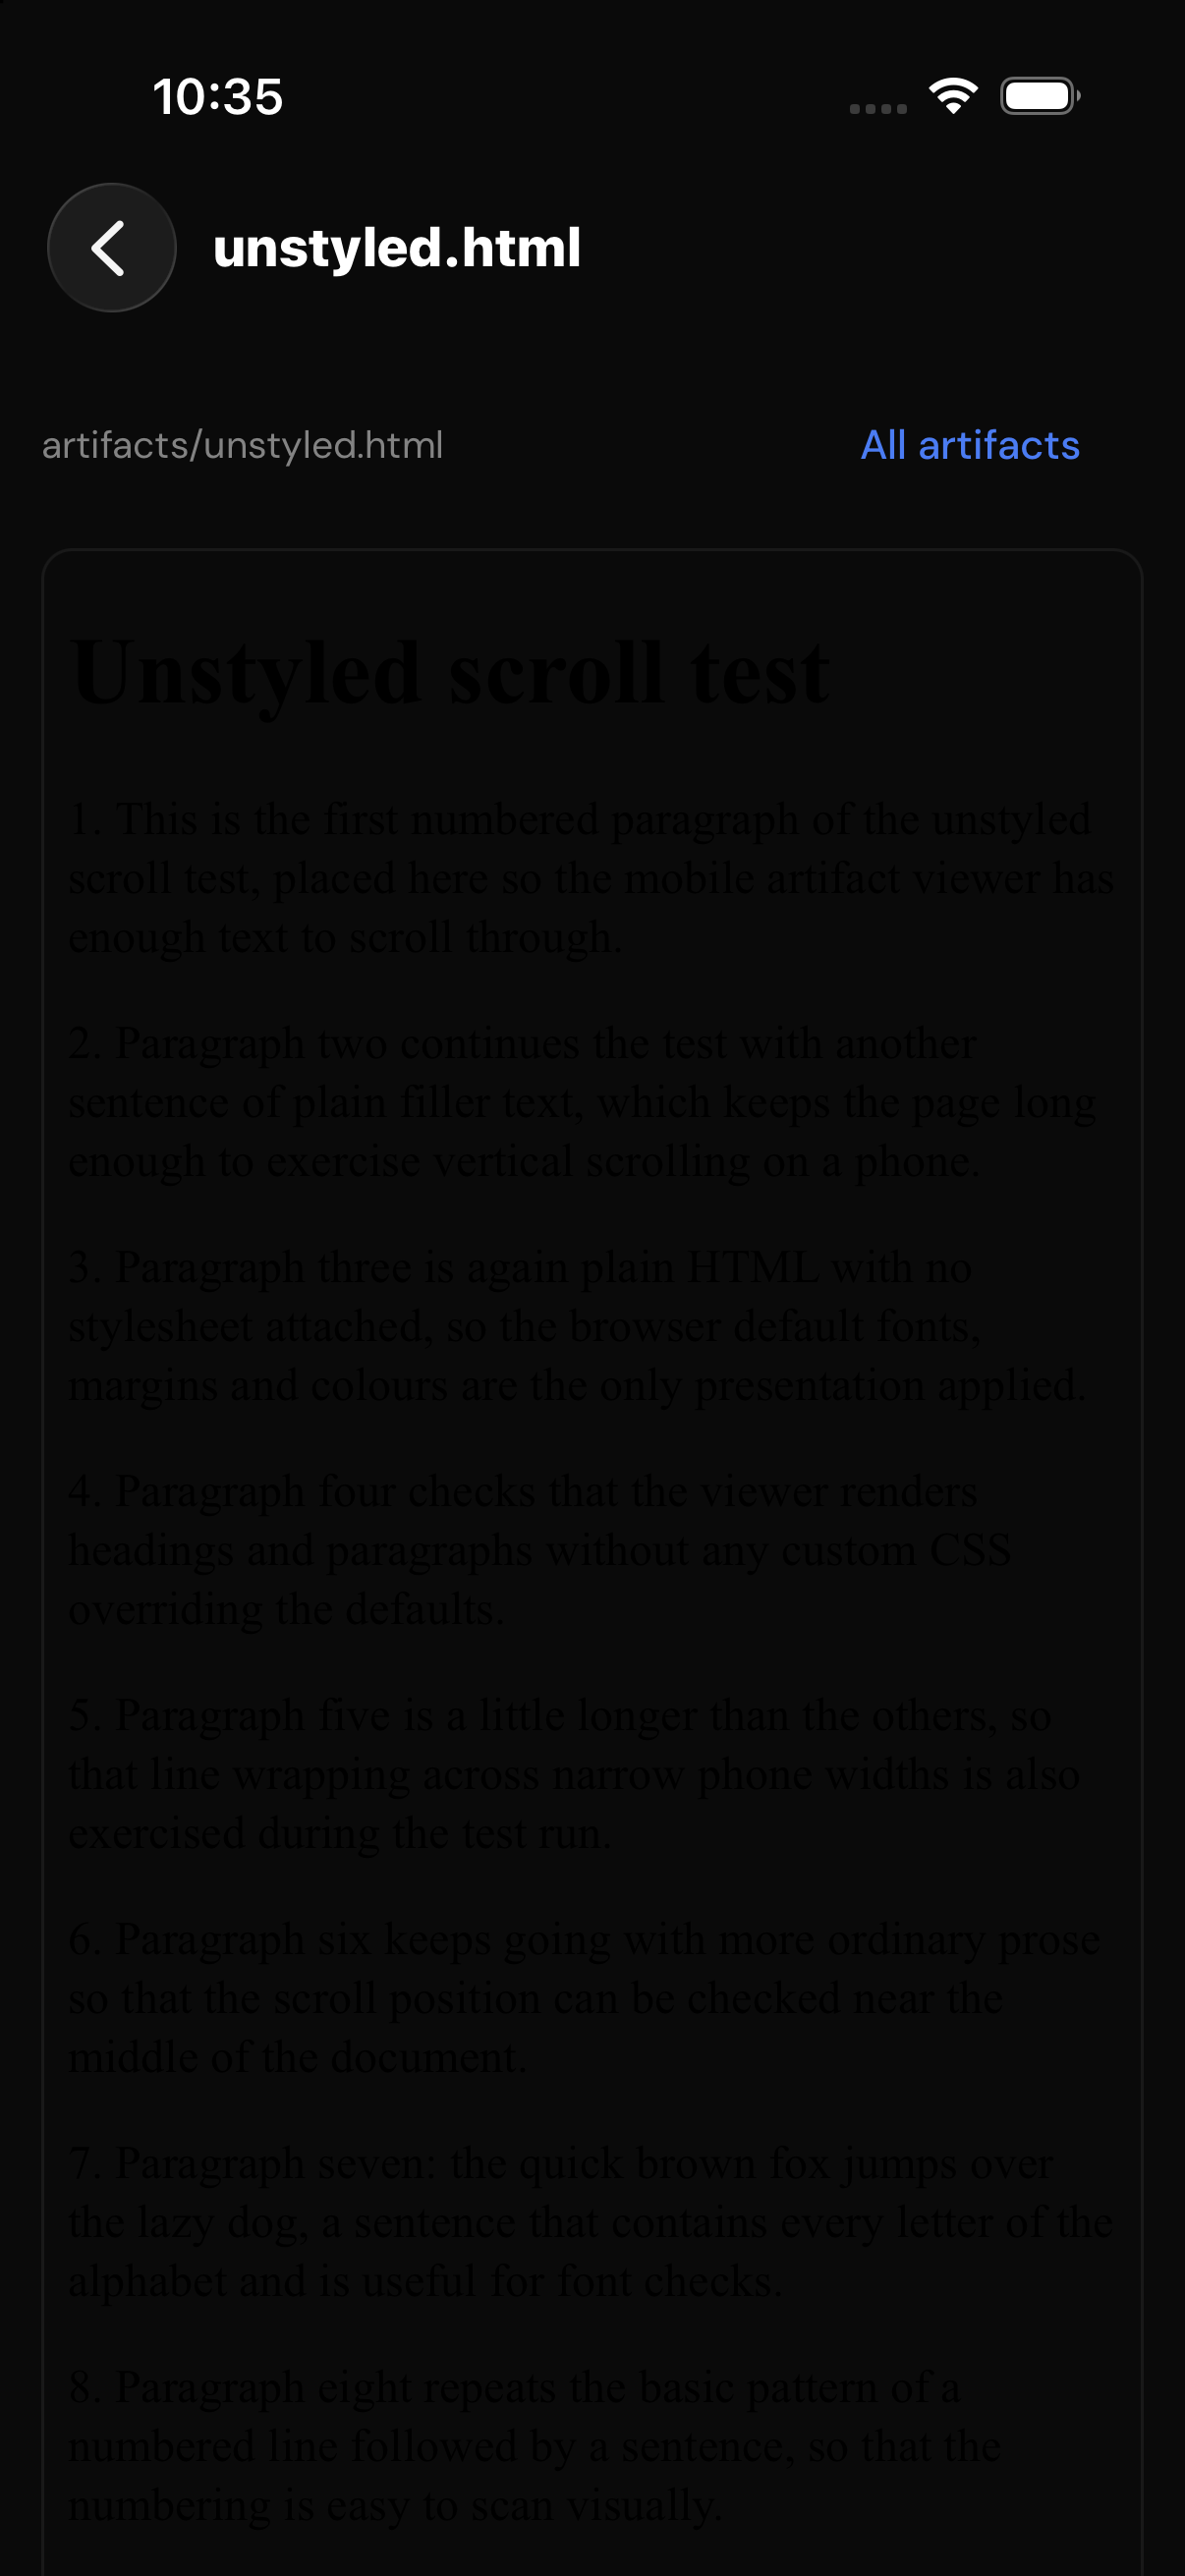 10:35
unstyled.html
artifacts/unstyled.html
All artifacts
Unstyled scroll test
1. This is the first numbered paragraph of the unstyled
scroll test, placed here so the mobile artifact viewer has
enough text to scroll through.
2. Paragraph two continues the test with another
sentence of plain filler text, which keeps the page long
enough to exercise vertical scrolling on a phone.
3. Paragraph three is again plain HTML with no
stylesheet attached, so the browser default fonts,
margins and colours are the only presentation applied.
4. Paragraph four checks that the viewer renders
headings and paragraphs without any custom CSS
overriding the defaults.
5. Paragraph five is a little longer than the others, so
that line wrapping across narrow phone widths is also
exercised during the test run.
6. Paragraph six keeps going with more ordinary prose
so that the scroll position can be checked near the
middle of the document.
7. Paragraph seven: the quick brown fox jumps over
the lazy dog, a sentence that contains every letter of the
alphabet and is useful for font checks.
8. Paragraph eight repeats the basic pattern of a
numbered line followed by a sentence, so that the
numbering is easy to scan visually.